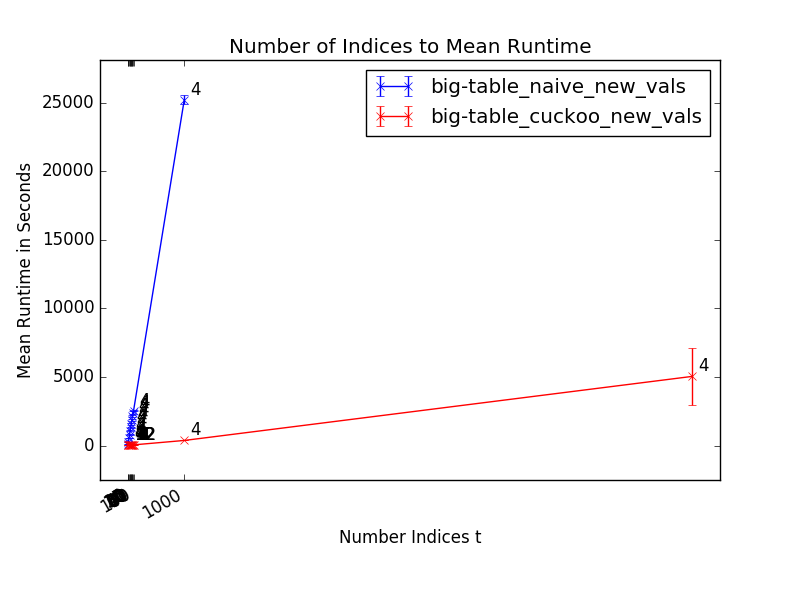 Number of Indices to Mean Runtime
big-table_naive_new_vals
big-table_cuckoo_new_vals
Mean Runtime in Seconds
25000
20000
15000
10000
5000
0
4
4
4
4
1000
Number Indices t